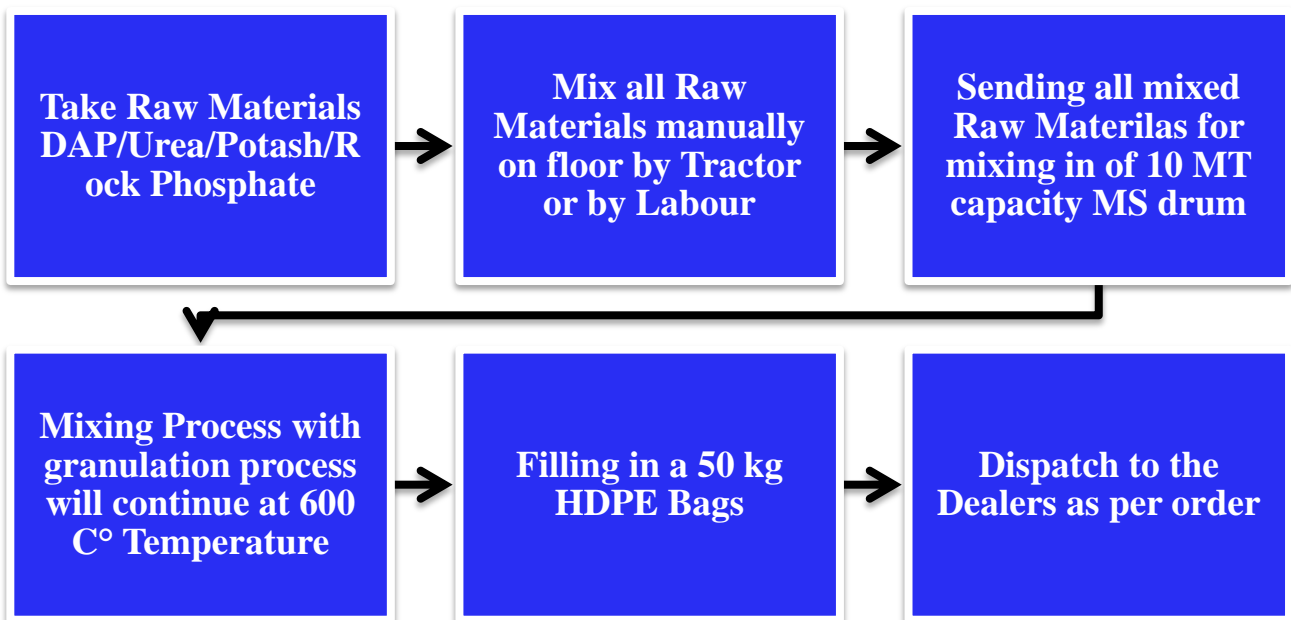 Take Raw Materials
DAP/Urea/Potash/R
ock Phosphate
Mix all Raw
Materials manually
on floor by Tractor
or by Labour
Sending all mixed
Raw Materilas for
mixing in of 10 MT
capacity MS drum
Mixing Process with
granulation process
will continue at 600
C° Temperature
Filling in a 50 kg
HDPE Bags
Dispatch to the
Dealers as per order